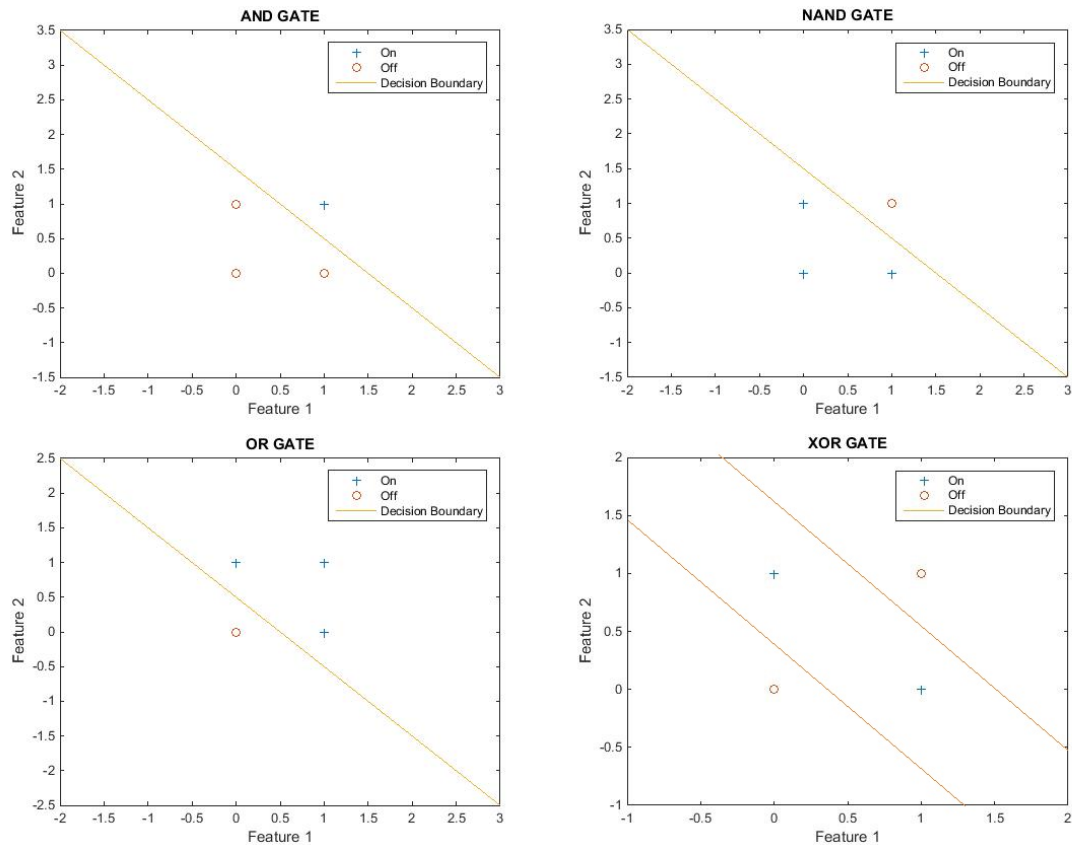 AND GATE
3.5
3
2.5
2
1.5
1
0.5
0
-0.5
-1
-1.5
-2 -1.5 -1 -0.5 0 0.5 1 1.5 2 2.5 3
Feature 1
Feature 2
On
Off
Decision Boundary
NAND GATE
3.5
3
2.5
2
1.5
1
0.5
0
-0.5
-1
-1.5
-2 -1.5 -1 -0.5 0 0.5 1 1.5 2 2.5 3
Feature 1
Feature 2
On
Off
Decision Boundary
OR GATE
2.5
2
1.5
1
0.5
0
-0.5
-1
-1.5
-2
-2.5
-2 -1.5 -1 -0.5 0 0.5 1 1.5 2 2.5 3
Feature 1
Feature 2
On
Off
Decision Boundary
XOR GATE
2
1.5
1
0.5
0
-0.5
-1
-1 -0.5 0 0.5 1 1.5 2
Feature 1
Feature 2
On
Off
Decision Boundary